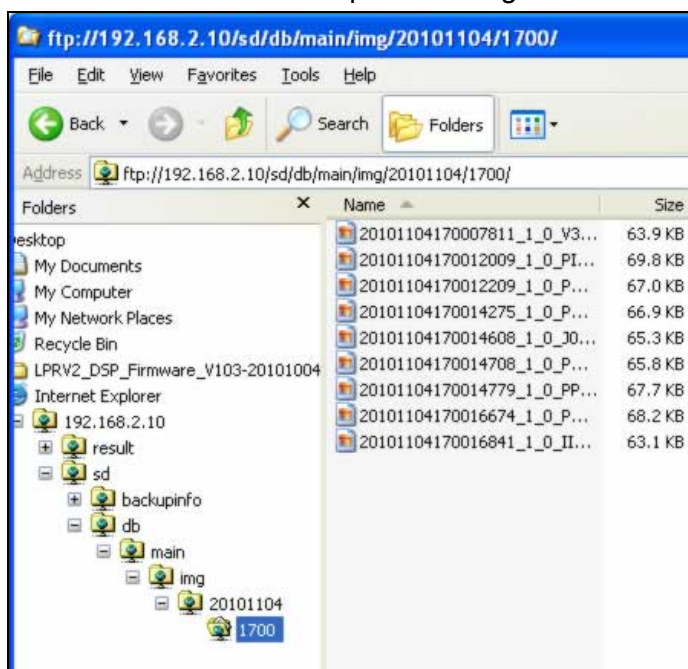 ftp://192.168.2.10/sd/db/main/img/20101104/1700/
File Edit View Favorites Tools Help
Back Search Folders
Address ftp://192.168.2.10/sd/db/main/img/20101104/1700/
Folders × Name Size
esktop
My Documents
My Computer
My Network Places
Recycle Bin
LPRV2_DSP_Firmware_V103-20101004
Internet Explorer
192.168.2.10
result
sd
backupinfo
db
main
img
20101104
1700
20101104170007811_1_0_V3... 63.9 KB
20101104170012009_1_0_PI... 69.8 KB
20101104170012209_1_0_P... 67.0 KB
20101104170014275_1_0_P... 66.9 KB
20101104170014608_1_0_J0... 65.3 KB
20101104170014708_1_0_P... 65.8 KB
20101104170014779_1_0_PP... 67.7 KB
20101104170016674_1_0_P... 68.2 KB
20101104170016841_1_0_II... 63.1 KB